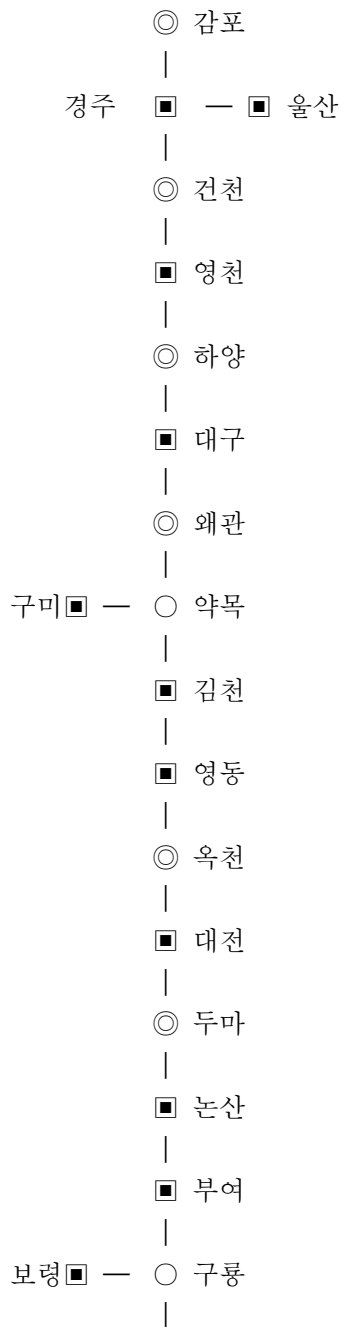 ◎ 감포
|
경주 ▣ ― ▣ 울산
|
◎ 건천
|
▣ 영천
|
◎ 하양
|
▣ 대구
|
◎ 왜관
|
구미▣ ― ○ 약목
|
▣ 김천
|
▣ 영동
|
◎ 옥천
|
▣ 대전
|
◎ 두마
|
▣ 논산
|
▣ 부여
|
보령▣ ― ○ 구룡
|